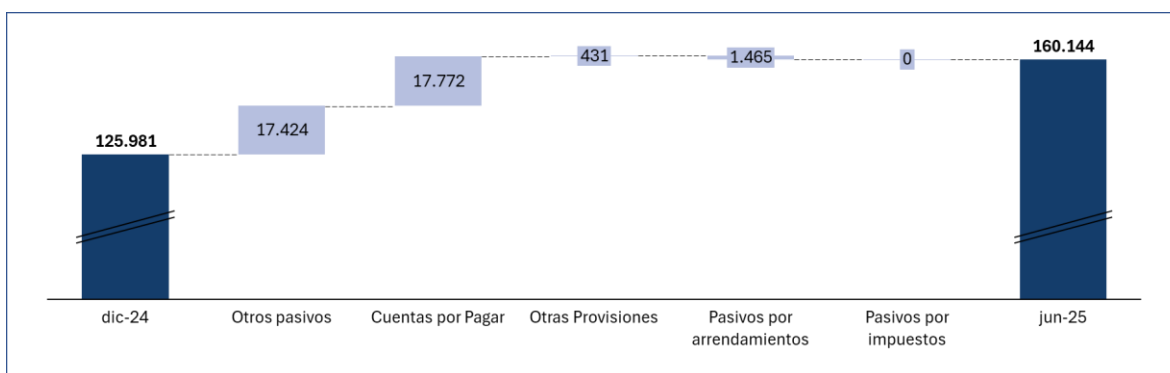 431
1.465
0
160.144
17.772
17.424
125.981
dic-24
Otros pasivos
Cuentas por Pagar
Otras Provisiones
Pasivos por
arrendamientos
Pasivos por
impuestos
jun-25